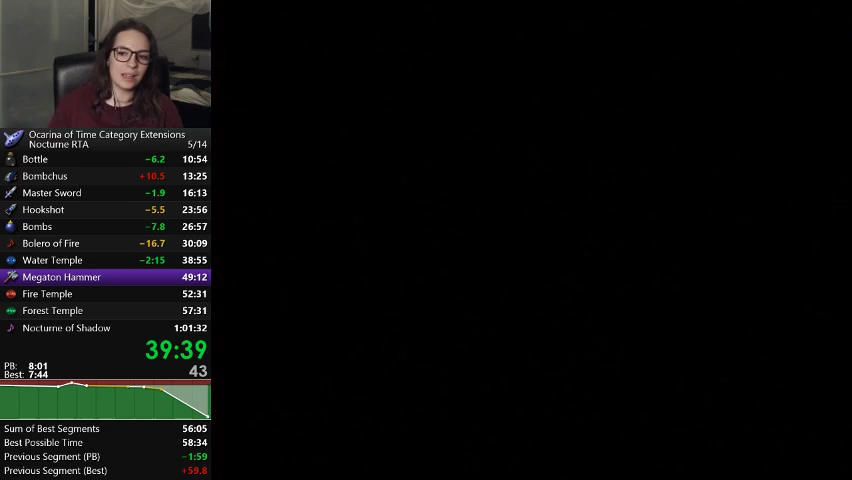 Ocarina of Time Category Extensions
Nocturne RTA 5/14
Bottle -6.2 10:54
Bombchus +10.5 13:25
Master Sword -1.9 16:13
Hookshot -5.5 23:56
Bombs -7.8 26:57
Bolero of Fire -16.7 30:09
Water Temple -2:15 38:55
Megaton Hammer 49:12
Fire Temple 52:31
Forest Temple 57:31
Nocturne of Shadow 1:01:32
39:39
PB: 8:01 43
Best: 7:44
Sum of Best Segments 56:05
Best Possible Time 58:34
Previous Segment (PB) -1:59
Previous Segment (Best) +59.8